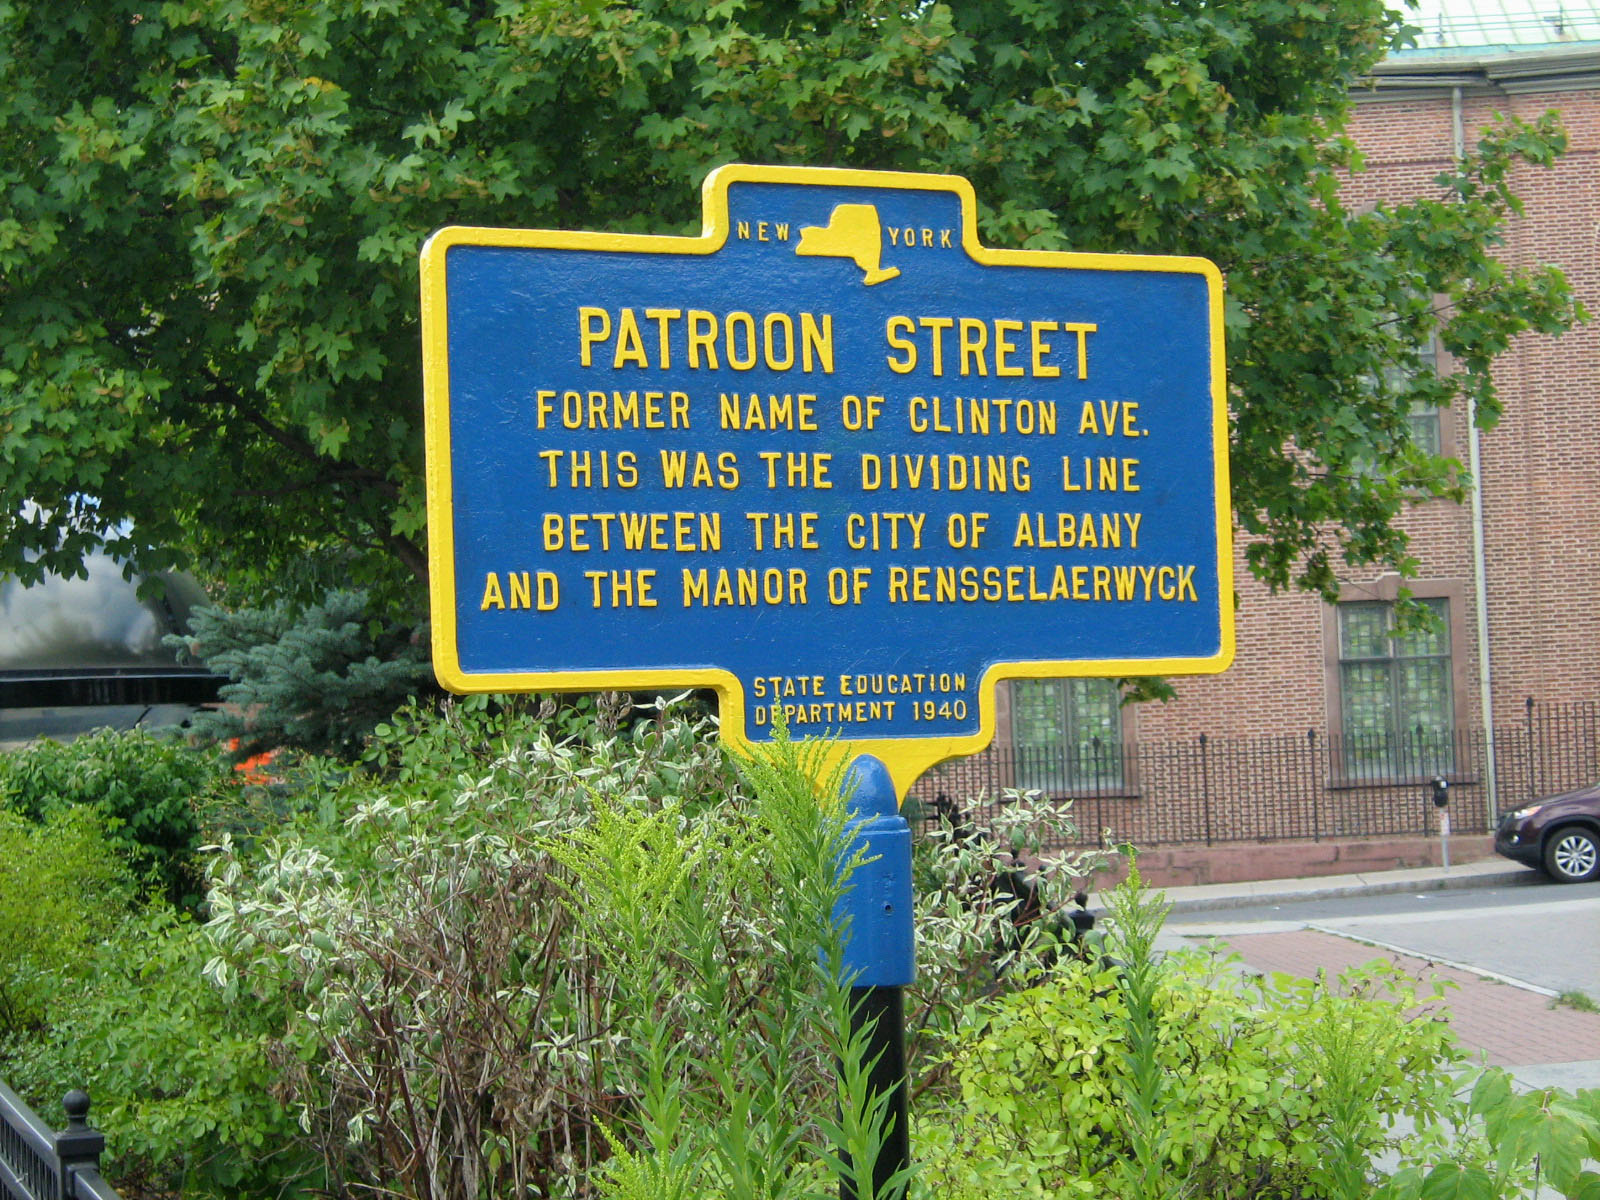 NEW YORK
PATROON STREET
FORMER NAME OF CLINTON AVE.
THIS WAS THE DIVIDING LINE
BETWEEN THE CITY OF ALBANY
AND THE MANOR OF RENSSELAERWYCK
STATE EDUCATION
DEPARTMENT 1940